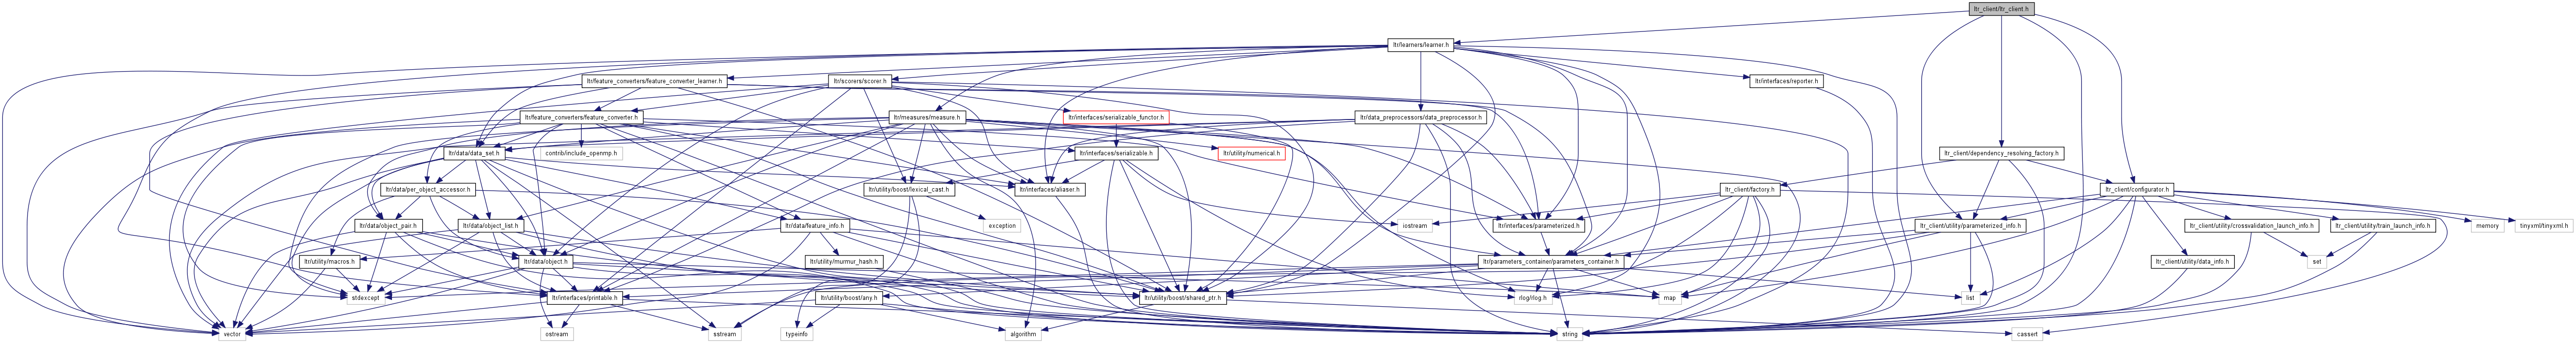 ltr_client/ltr_client.h
ltr/learners/learner.h
ltr/feature_converters/feature_converter_learner.h
ltr/scorers/scorer.h
ltr/interfaces/reporter.h
ltr/feature_converters/feature_converter.h
ltr/measures/measure.h
ltr/interfaces/serializable_functor.h
ltr/data_preprocessors/data_preprocessor.h
ltr/data/data_set.h
contrib/include_openmp.h
ltr/interfaces/serializable.h
ltr/utility/numerical.h
ltr_client/dependency_resolving_factory.h
ltr/data/per_object_accessor.h
ltr/utility/boost/lexical_cast.h
ltr/interfaces/aliaser.h
ltr_client/factory.h
ltr_client/configurator.h
ltr/data/object_pair.h
ltr/data/object_list.h
ltr/data/feature_info.h
exception
iostream
ltr/interfaces/parameterized.h
ltr_client/utility/parameterized_info.h
ltr_client/utility/crossvalidation_launch_info.h
ltr_client/utility/train_launch_info.h
memory
tinyxml/tinyxml.h
ltr/utility/macros.h
ltr/data/object.h
ltr/utility/murmur_hash.h
ltr/parameters_container/parameters_container.h
ltr_client/utility/data_info.h
set
stdexcept
ltr/interfaces/printable.h
ltr/utility/boost/any.h
ltr/utility/boost/shared_ptr.h
rlog/rlog.h
map
list
vector
ostream
sstream
typeinfo
algorithm
string
cassert